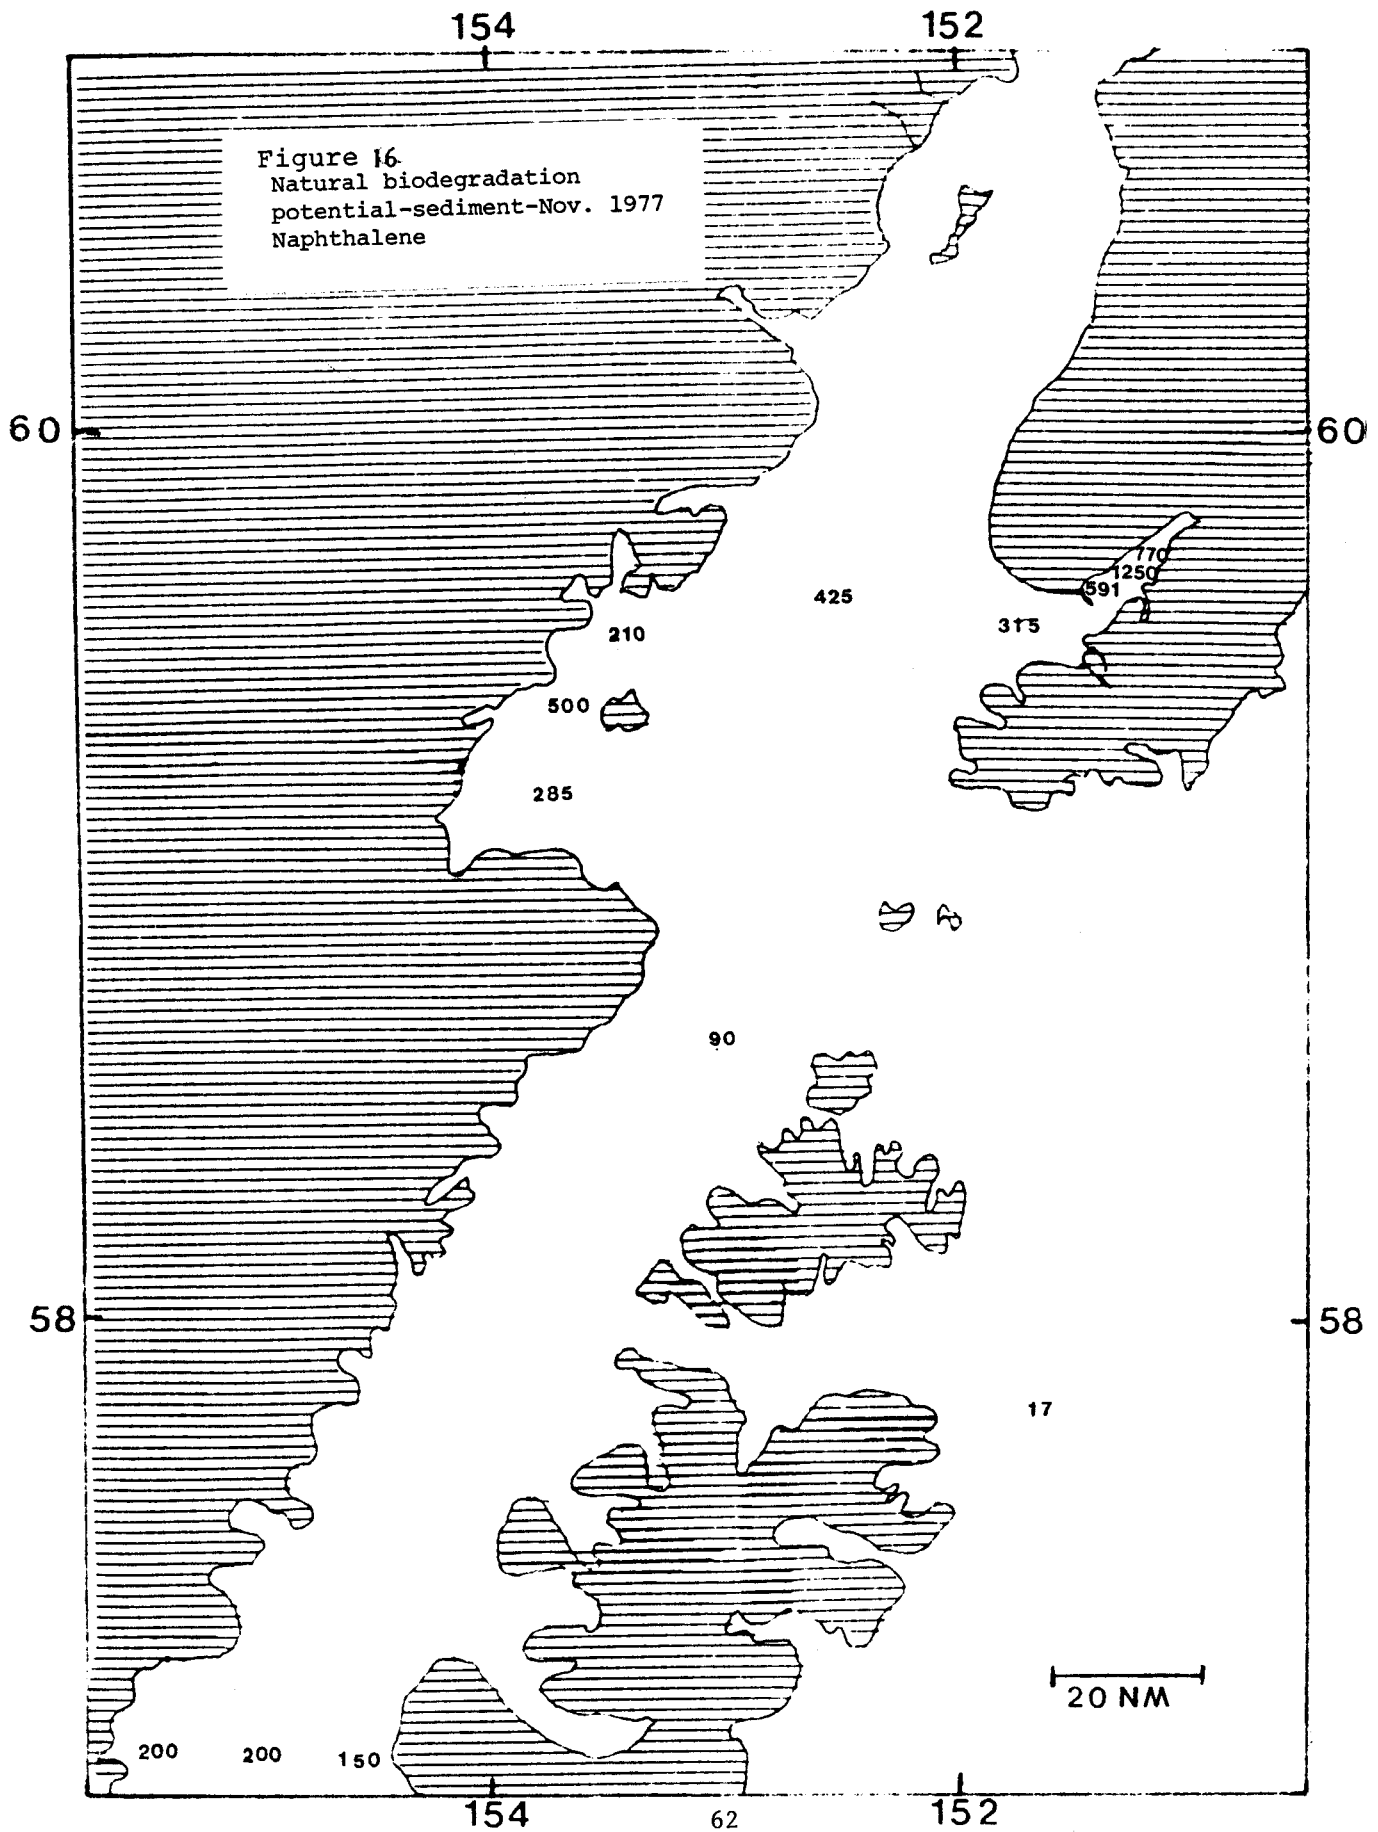 154 152
Figure 16
Natural biodegradation
potential-sediment-Nov. 1977
Naphthalene
60 60
770
1250
591
425
315
210
500
285
90
58 58
17
20 NM
200 200 150
154 62 152